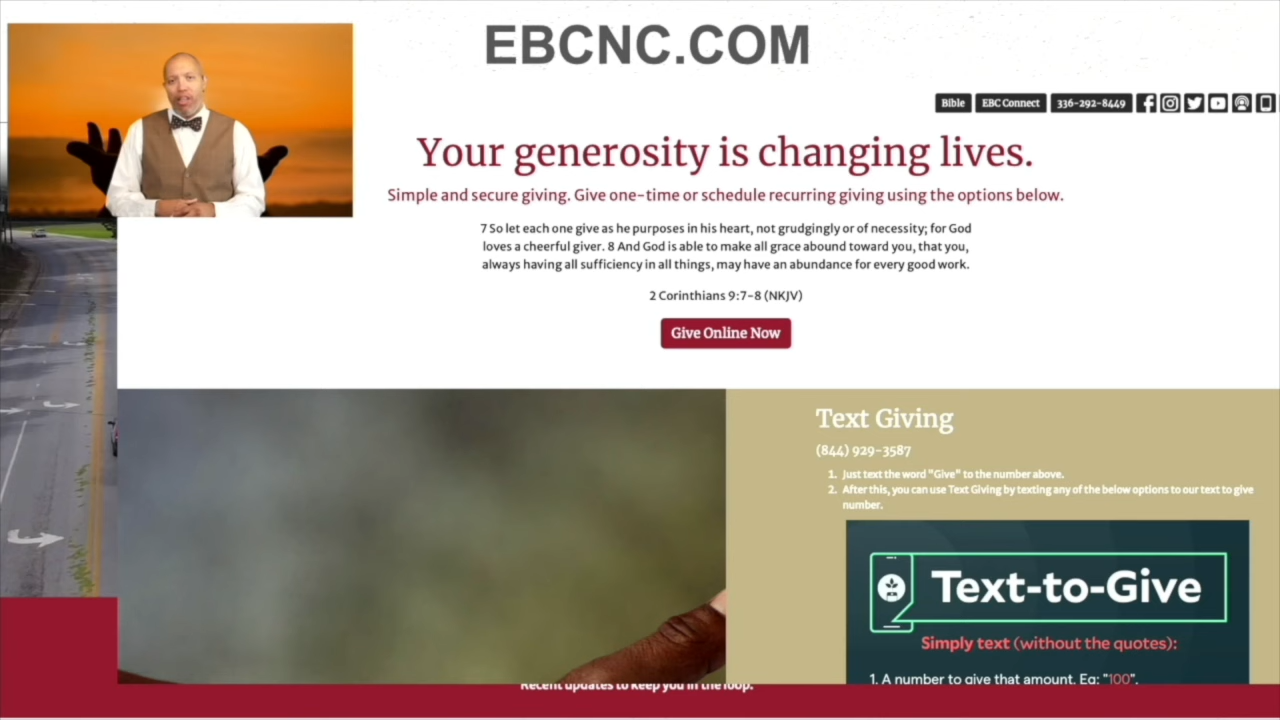 EBCNC.COM
Bible EBC Connect 336-292-8449
Your generosity is changing lives.
Simple and secure giving. Give one-time or schedule recurring giving using the options below.
7 So let each one give as he purposes in his heart, not grudgingly or of necessity; for God
loves a cheerful giver. 8 And God is able to make all grace abound toward you, that you,
always having all sufficiency in all things, may have an abundance for every good work.
2 Corinthians 9:7-8 (NKJV)
Give Online Now
Text Giving
(844) 929-3587
1. Just text the word "Give" to the number above.
2. After this, you can use Text Giving by texting any of the below options to our text to give
number.
Text-to-Give
Simply text (without the quotes):
1. A number to give that amount. Eg: "100".
Recent updates to keep you in the loop.